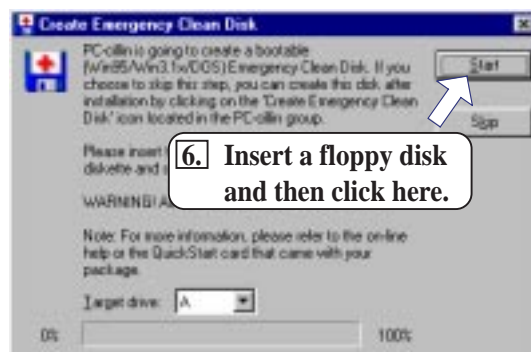 Create Emergency Clean Disk
PC-cillin is going to create a bootable
(Win95/Win3.1x/DOS) Emergency Clean Disk. If you
choose to skip this step, you can create this disk after
installation by clicking on the 'Create Emergency Clean
Disk' icon located in the PC-cillin group.
Start
Skip
Please insert
diskette and
6. Insert a floppy disk
and then click here.
WARNING!
Note: For more information, please refer to the on-line
help or the QuickStart card that came with your
package.
Target drive: A
0% 100%